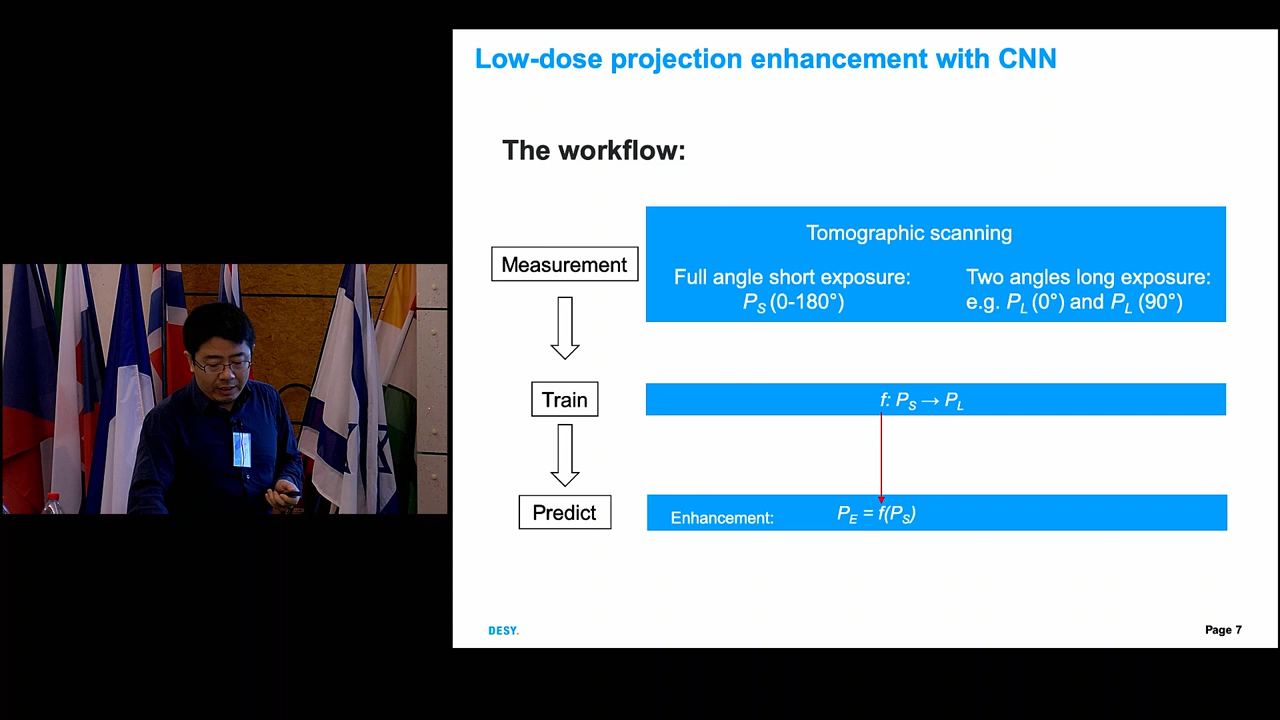 Low-dose projection enhancement with CNN
The workflow:
Measurement
Tomographic scanning
Full angle short exposure:
P_S (0-180°)
Two angles long exposure:
e.g. P_L (0°) and P_L (90°)
Train
f: P_S → P_L
Predict
Enhancement:
P_E = f(P_S)
DESY.
Page 7